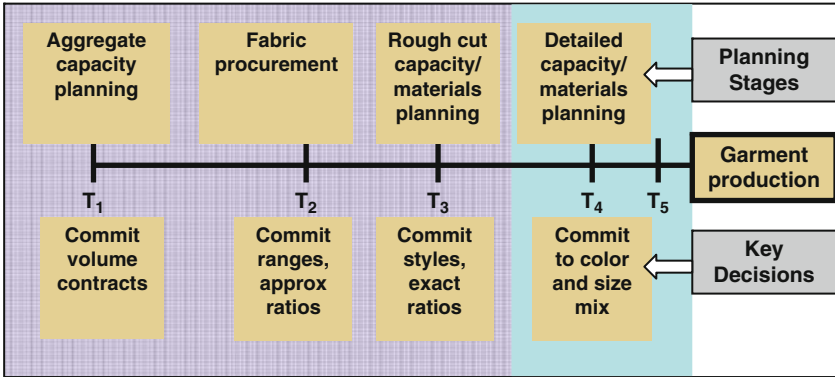 Aggregate
capacity
planning
Fabric
procurement
Rough cut
capacity/
materials
planning
Detailed
capacity/
materials
planning
Planning
Stages
T1
T2
T3
T4
T5
Garment
production
Commit
volume
contracts
Commit
ranges,
approx
ratios
Commit
styles,
exact
ratios
Commit
to color
and size
mix
Key
Decisions